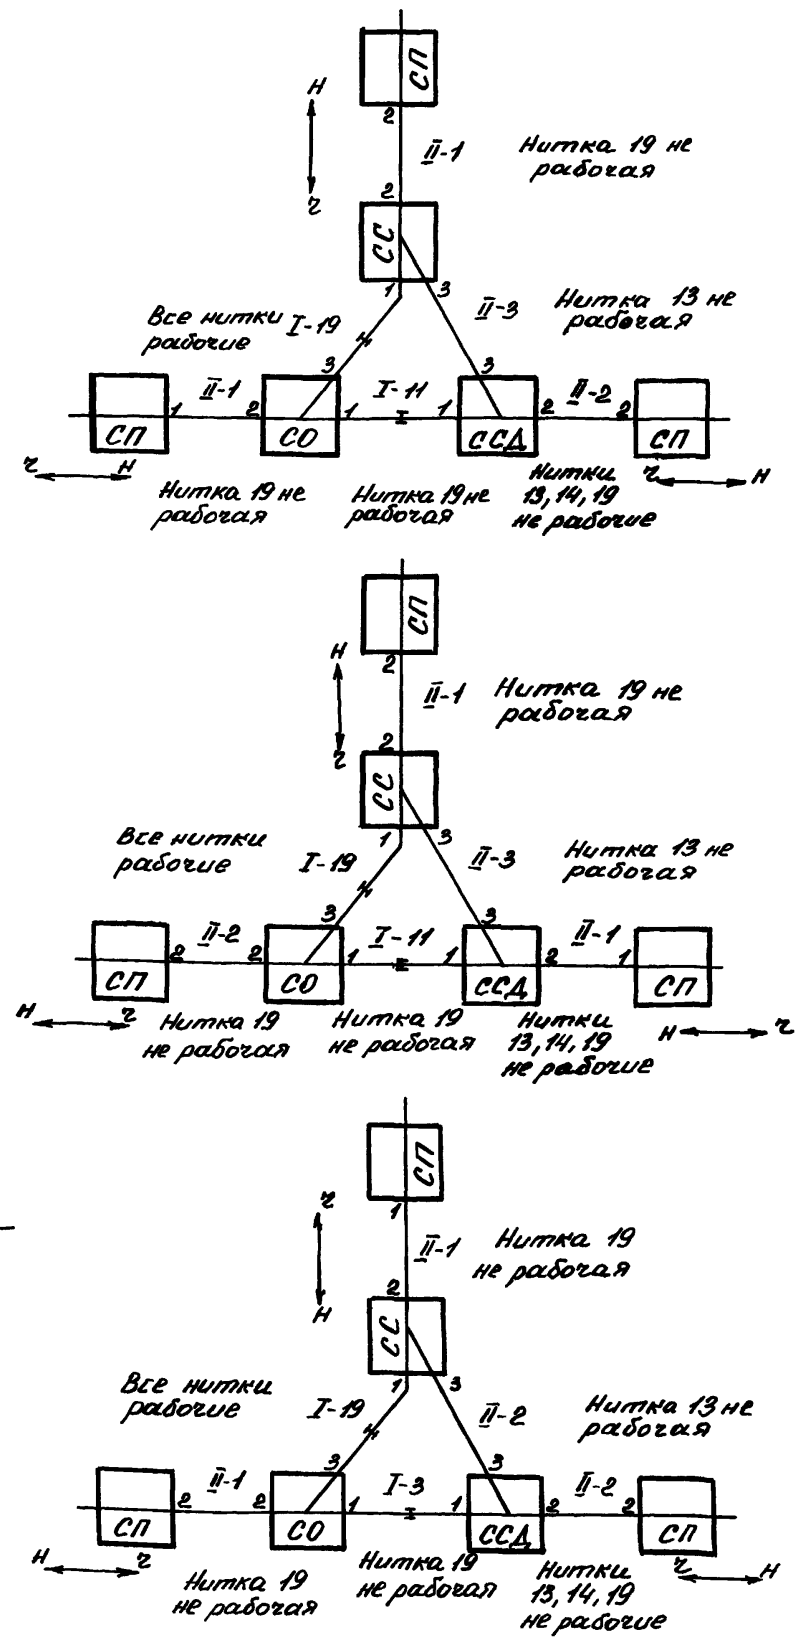 СП
Н
2
II-1
Нитка 19 не
рабочая
ч
2
СС
1
3
Все нитки
рабочие
I-19
II-3
Нитка 13 не
рабочая
3
3
СП
1
II-1
2
СО
1
I-11
1
ССД
2
II-2
2
СП
ч
Н
Нитка 19 не
рабочая
Нитка 19 не
рабочая
Нитки
13, 14, 19
не рабочие
ч
Н
СП
Н
2
II-1
Нитка 19 не
рабочая
ч
2
СС
1
3
Все нитки
рабочие
I-19
II-3
Нитка 13 не
рабочая
3
3
СП
2
II-2
2
СО
1
I-11
1
ССД
2
II-1
1
СП
Н
ч
Нитка 19
не рабочая
Нитка 19
не рабочая
Нитки
13, 14, 19
не рабочие
Н
ч
СП
ч
1
II-1
Нитка 19
не рабочая
Н
2
СС
1
3
Все нитки
рабочие
I-19
II-2
Нитка 13 не
рабочая
3
3
СП
2
II-1
2
СО
1
I-3
1
ССД
2
II-2
2
СП
Н
ч
Нитка 19
не рабочая
Нитка 19
не рабочая
Нитки
13, 14, 19
не рабочие
ч
Н